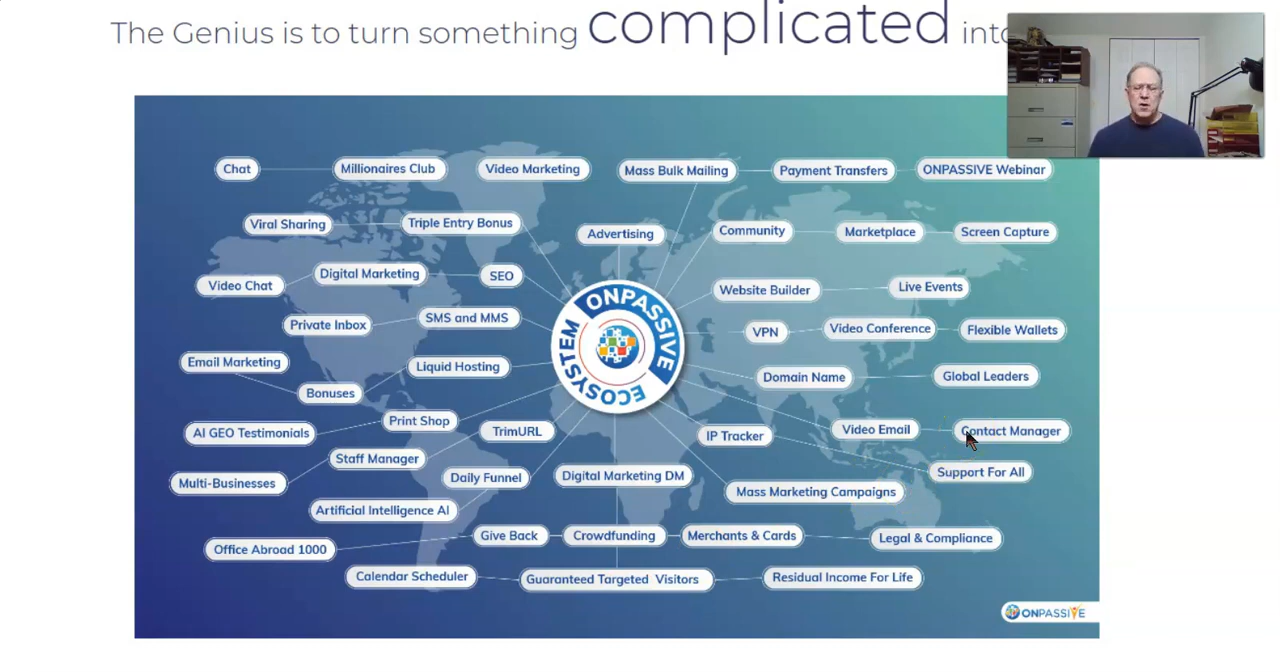 The Genius is to turn something complicated into
Chat
Millionaires Club
Video Marketing
Mass Bulk Mailing
Payment Transfers
ONPASSIVE Webinar
Viral Sharing
Triple Entry Bonus
Advertising
Community
Marketplace
Screen Capture
Video Chat
Digital Marketing
SEO
Website Builder
Live Events
Private Inbox
SMS and MMS
ONPASSIVE
ECOSYSTEM
VPN
Video Conference
Flexible Wallets
Email Marketing
Liquid Hosting
Domain Name
Global Leaders
Bonuses
AI GEO Testimonials
Print Shop
TrimURL
IP Tracker
Video Email
Contact Manager
Staff Manager
Support For All
Multi-Businesses
Daily Funnel
Digital Marketing DM
Mass Marketing Campaigns
Artificial Intelligence AI
Office Abroad 1000
Give Back
Crowdfunding
Merchants & Cards
Legal & Compliance
Calendar Scheduler
Guaranteed Targeted Visitors
Residual Income For Life
ONPASSIVE